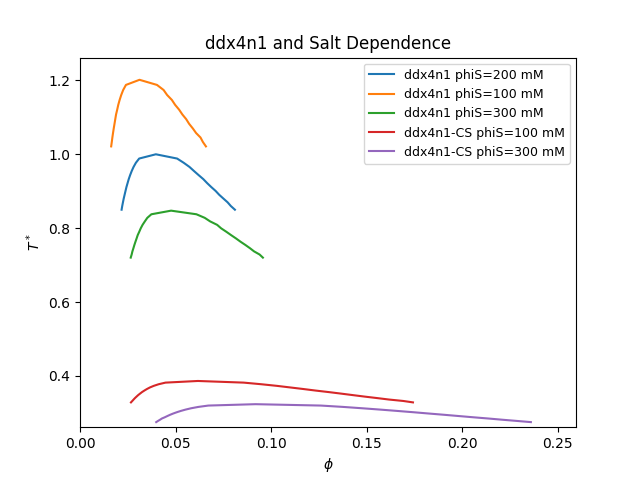 ddx4n1 and Salt Dependence
ddx4n1 phiS=200 mM
ddx4n1 phiS=100 mM
ddx4n1 phiS=300 mM
ddx4n1-CS phiS=100 mM
ddx4n1-CS phiS=300 mM
1.2
1.0
0.8
0.6
0.4
T*
0.00 0.05 0.10 0.15 0.20 0.25
ϕ